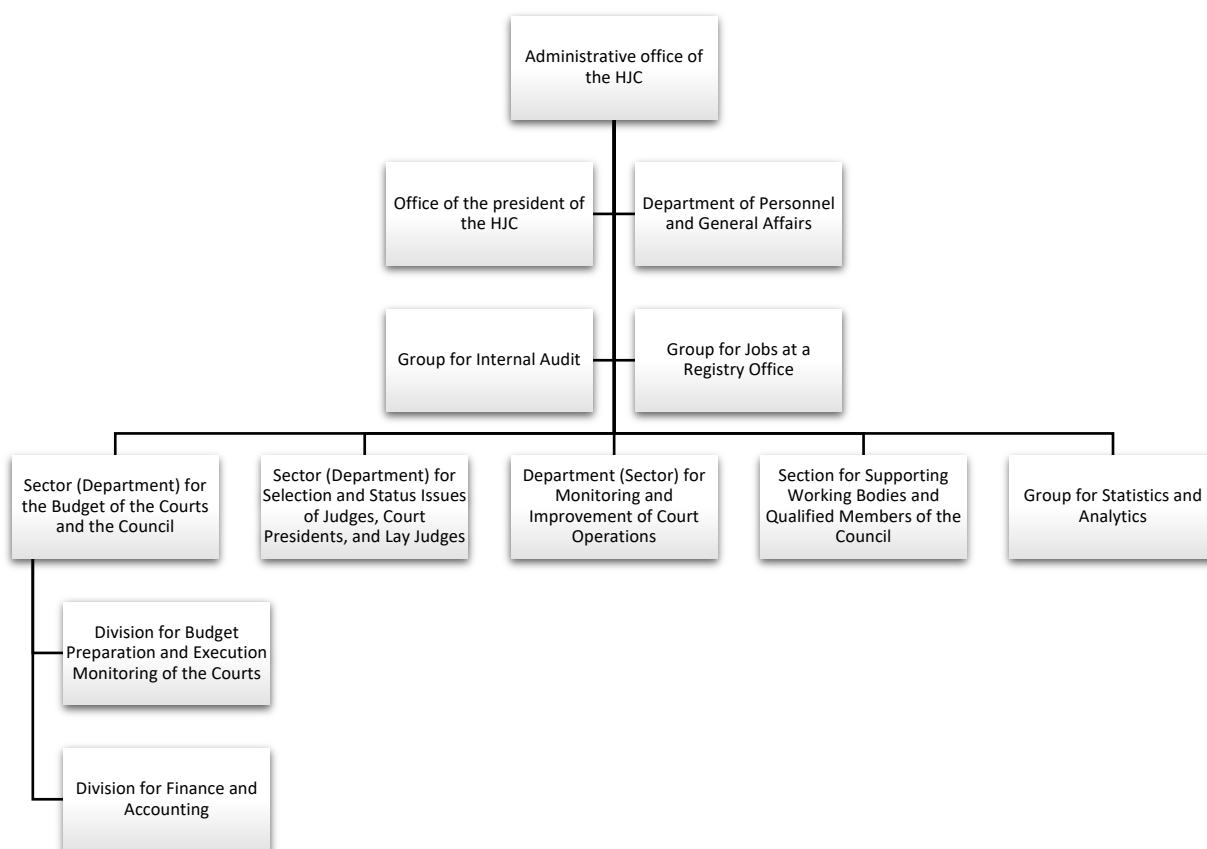 Administrative office of
the HJC
Office of the president of
the HJC
Department of Personnel
and General Affairs
Group for Internal Audit
Group for Jobs at a
Registry Office
Sector (Department) for
the Budget of the Courts
and the Council
Sector (Department) for
Selection and Status Issues
of Judges, Court
Presidents, and Lay Judges
Department (Sector) for
Monitoring and
Improvement of Court
Operations
Section for Supporting
Working Bodies and
Qualified Members of the
Council
Group for Statistics and
Analytics
Division for Budget
Preparation and Execution
Monitoring of the Courts
Division for Finance and
Accounting